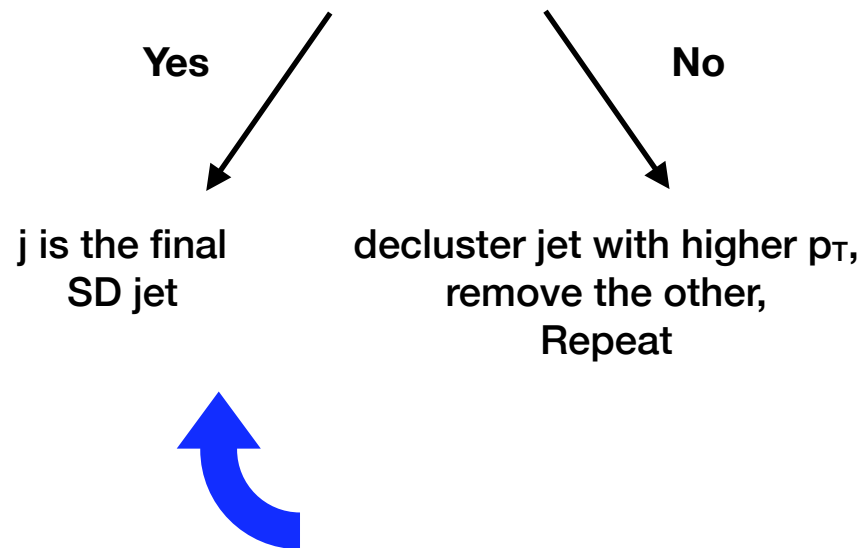 Yes
No
j is the final
SD jet
decluster jet with higher pT,
remove the other,
Repeat